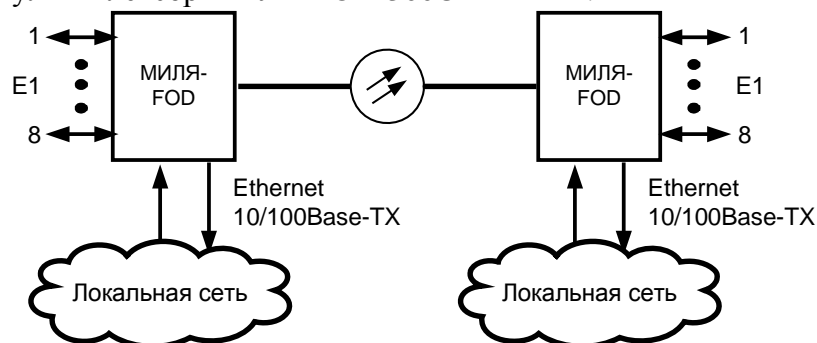 1
МИЛЯ-
FOD
E1
8
МИЛЯ-
FOD
1
E1
8
Ethernet
10/100Base-TX
Ethernet
10/100Base-TX
Локальная сеть
Локальная сеть